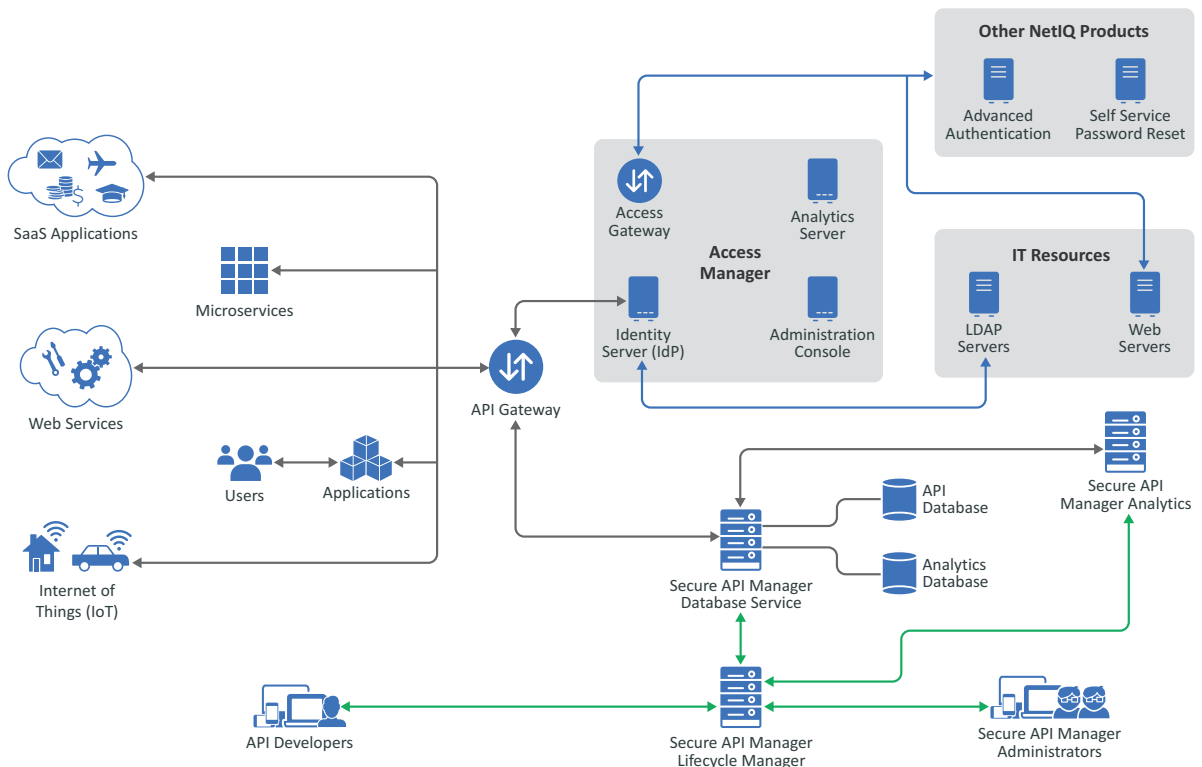 Other NetIQ Products
Advanced
Authentication
Self Service
Password Reset
SaaS Applications
Access
Gateway
Analytics
Server
Access
Manager
Identity
Server (IdP)
Administration
Console
IT Resources
LDAP
Servers
Web
Servers
Microservices
Web Services
API Gateway
Users
Applications
Internet of
Things (IoT)
Secure API
Manager Analytics
API
Database
Analytics
Database
Secure API Manager
Database Service
API Developers
Secure API Manager
Lifecycle Manager
Secure API Manager
Administrators
$